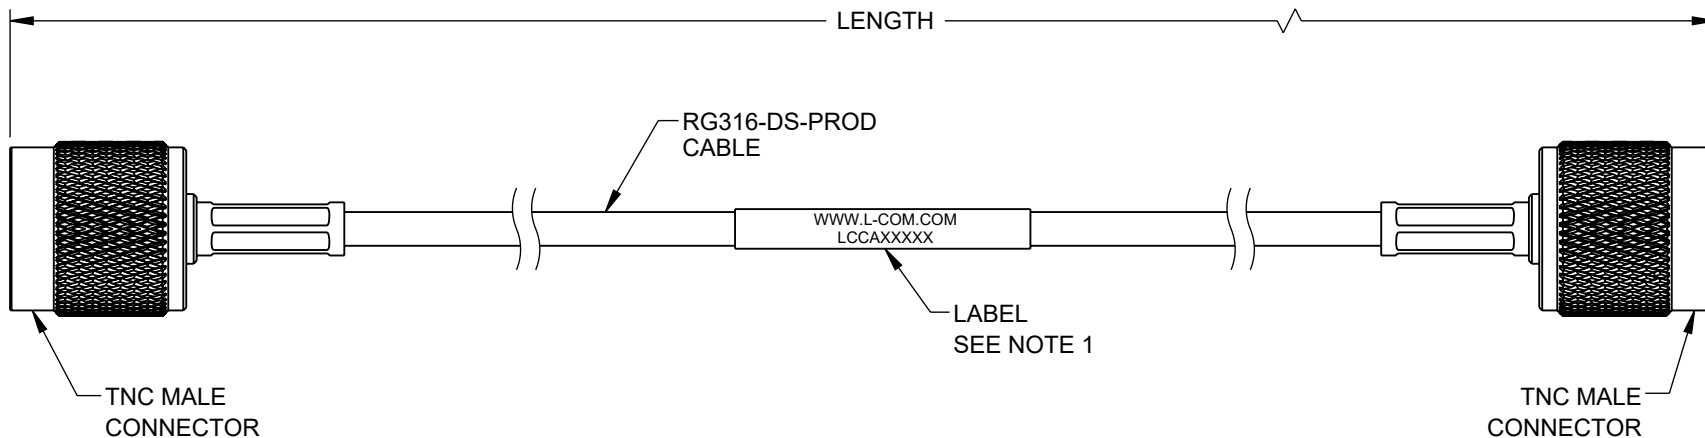 LENGTH
RG316-DS-PROD
CABLE
WWW.L-COM.COM
LCCAXXXXX
LABEL
SEE NOTE 1
TNC MALE
CONNECTOR
TNC MALE
CONNECTOR